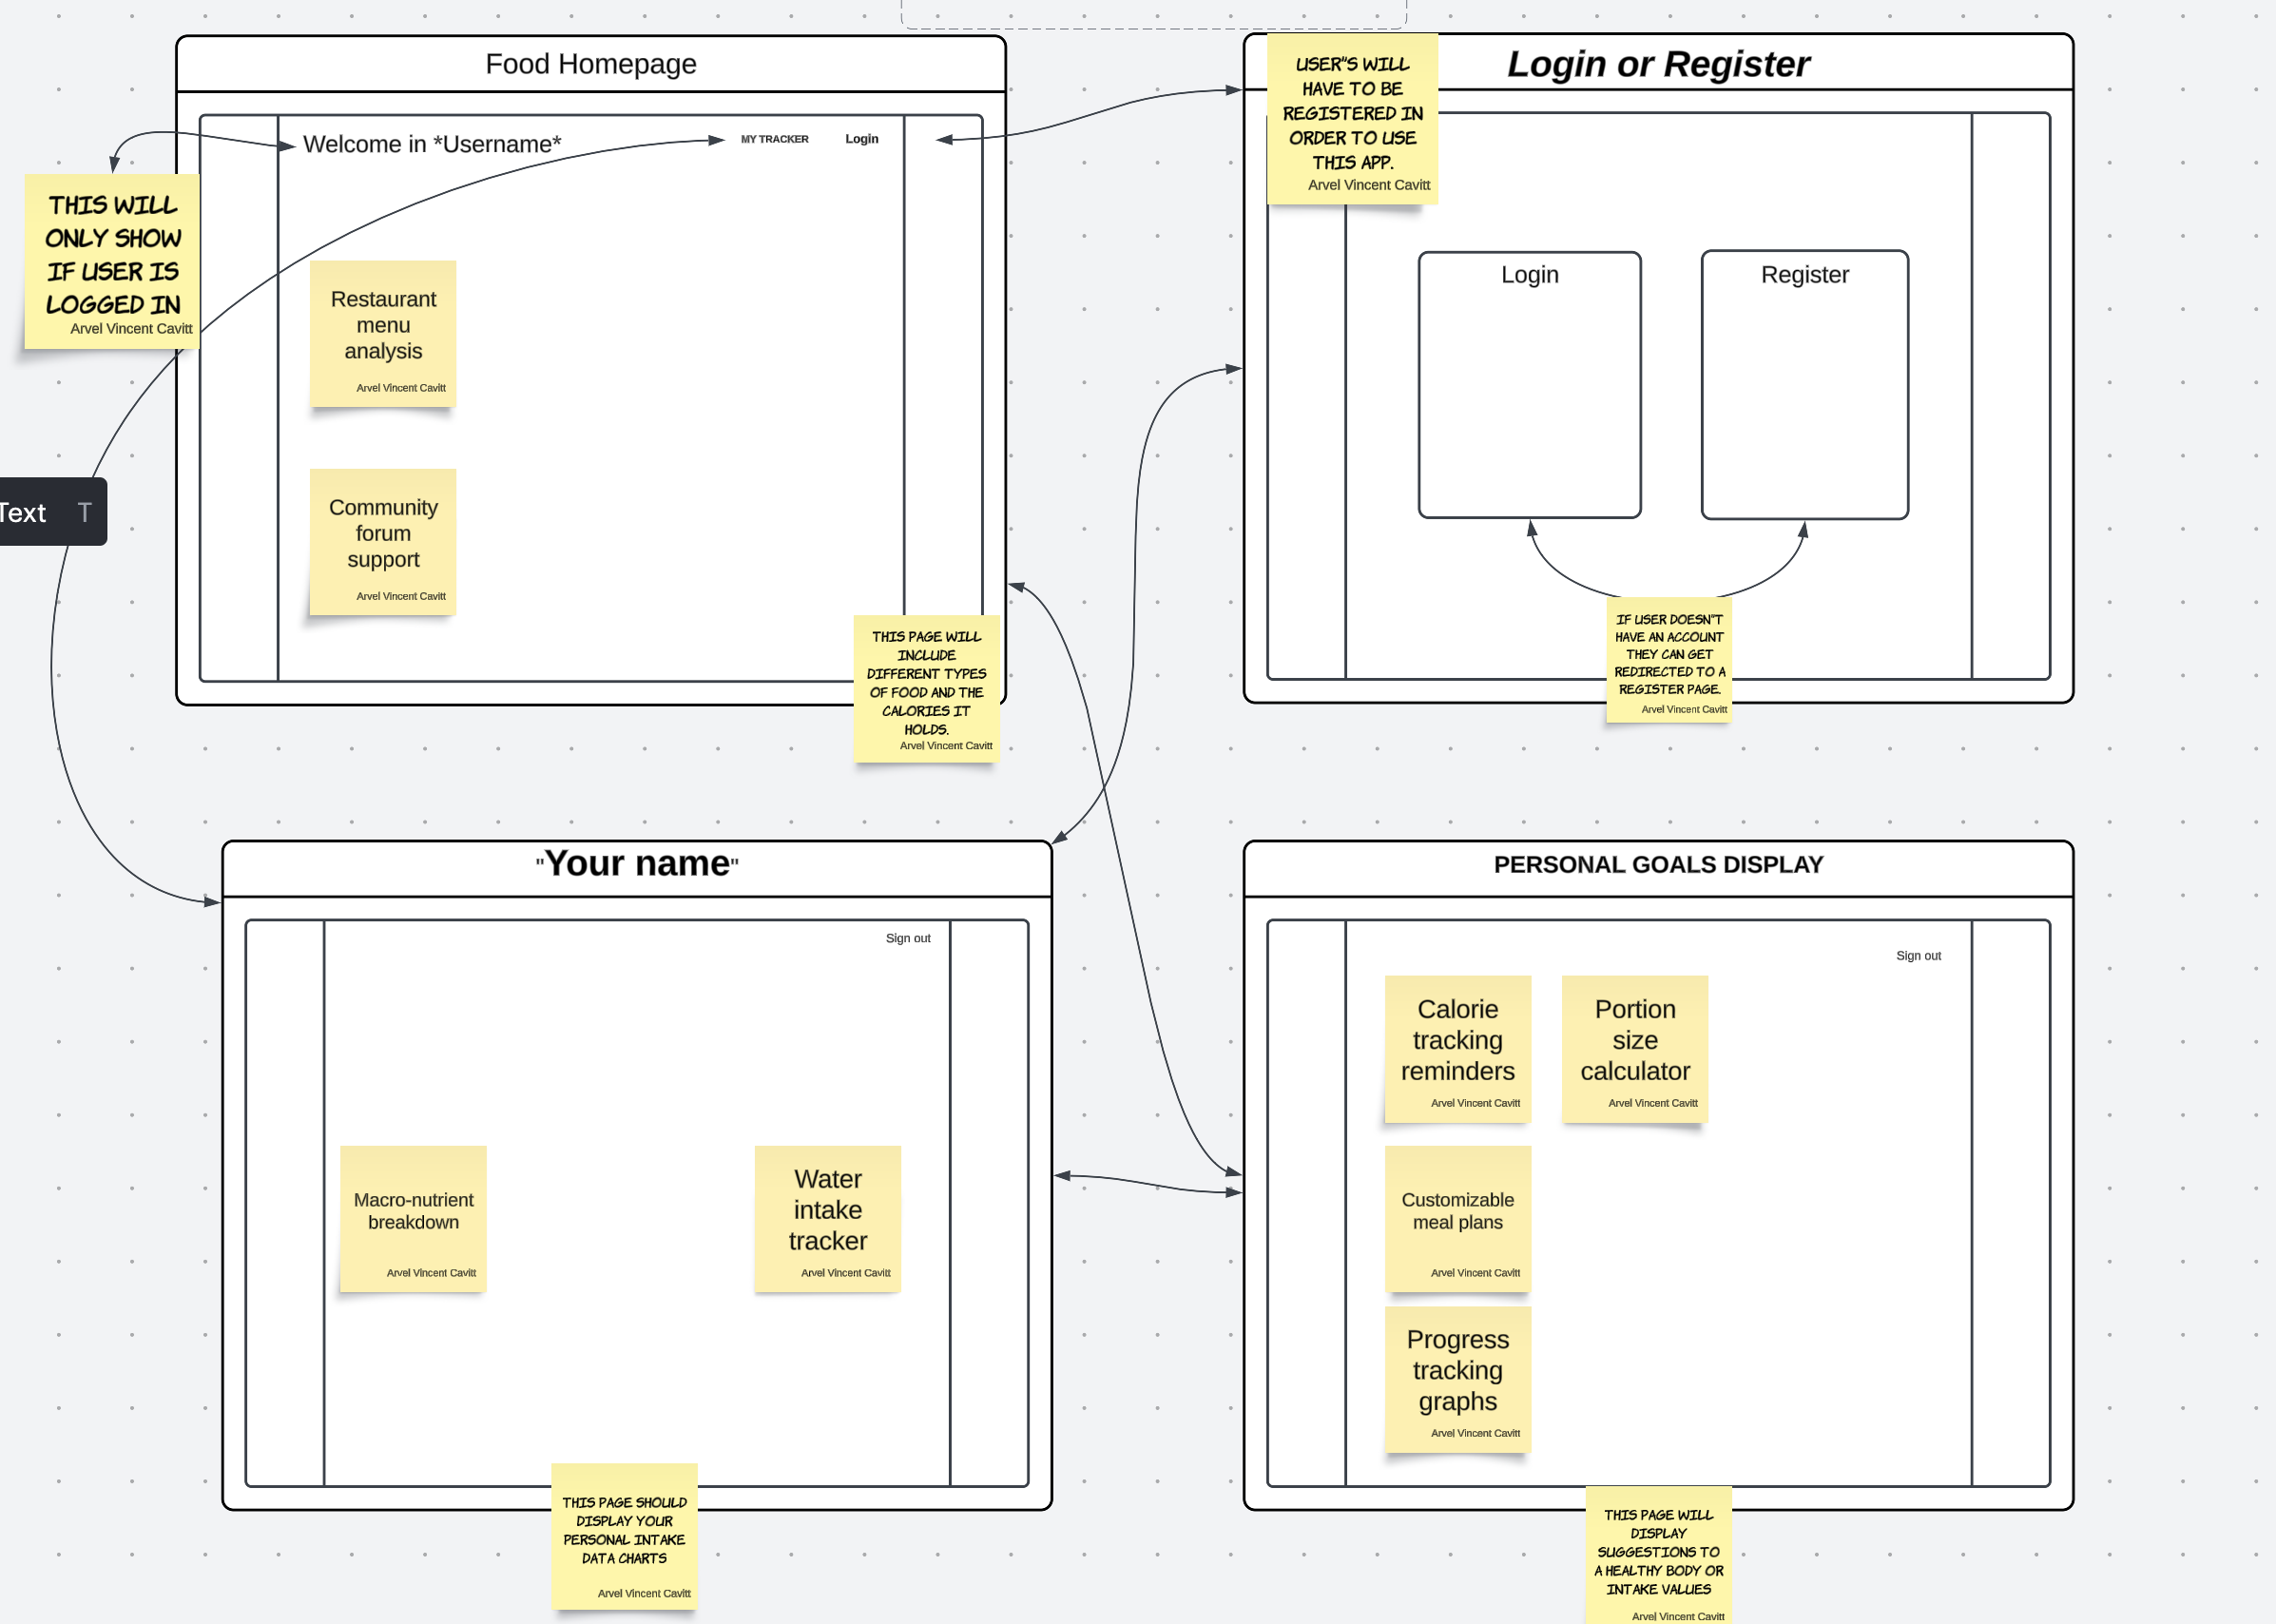 Food Homepage
Welcome in *Username*
MY TRACKER
Login
THIS WILL
ONLY SHOW
IF USER IS
LOGGED IN
Arvel Vincent Cavitt
Restaurant
menu
analysis
Arvel Vincent Cavitt
Community
forum
support
Arvel Vincent Cavitt
THIS PAGE WILL
INCLUDE
DIFFERENT TYPES
OF FOOD AND THE
CALORIES IT
HOLDS.
Arvel Vincent Cavitt
Text T
Login or Register
USER"S WILL
HAVE TO BE
REGISTERED IN
ORDER TO USE
THIS APP.
Arvel Vincent Cavitt
Login
Register
IF USER DOESN"T
HAVE AN ACCOUNT
THEY CAN GET
REDIRECTED TO A
REGISTER PAGE.
Arvel Vincent Cavitt
"Your name"
Sign out
Macro-nutrient
breakdown
Arvel Vincent Cavitt
Water
intake
tracker
Arvel Vincent Cavitt
THIS PAGE SHOULD
DISPLAY YOUR
PERSONAL INTAKE
DATA CHARTS
Arvel Vincent Cavitt
PERSONAL GOALS DISPLAY
Sign out
Calorie
tracking
reminders
Arvel Vincent Cavitt
Portion
size
calculator
Arvel Vincent Cavitt
Customizable
meal plans
Arvel Vincent Cavitt
Progress
tracking
graphs
Arvel Vincent Cavitt
THIS PAGE WILL
DISPLAY
SUGGESTIONS TO
A HEALTHY BODY OR
INTAKE VALUES
Arvel Vincent Cavitt